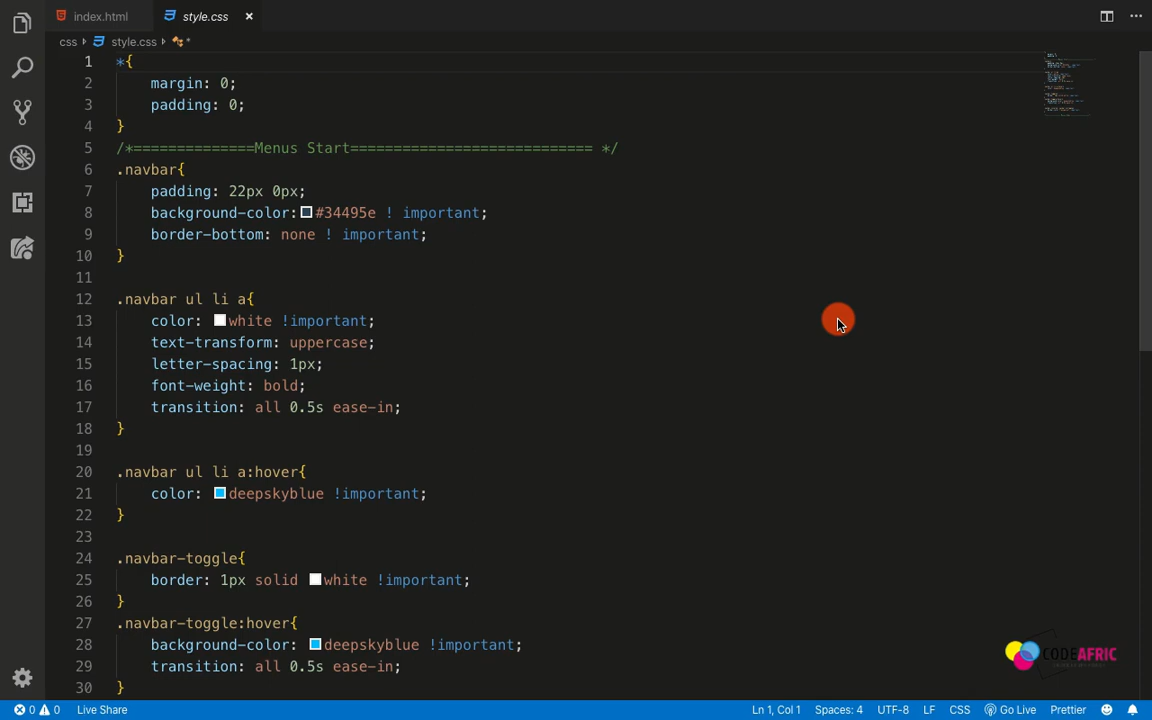 index.html
style.css
css
style.css
*
1 *{
2 margin: 0;
3 padding: 0;
4 }
5 /*==============Menus Start============================ */
6 .navbar{
7 padding: 22px 0px;
8 background-color: #34495e ! important;
9 border-bottom: none ! important;
10 }
11
12 .navbar ul li a{
13 color: white !important;
14 text-transform: uppercase;
15 letter-spacing: 1px;
16 font-weight: bold;
17 transition: all 0.5s ease-in;
18 }
19
20 .navbar ul li a:hover{
21 color: deepskyblue !important;
22 }
23
24 .navbar-toggle{
25 border: 1px solid white !important;
26 }
27 .navbar-toggle:hover{
28 background-color: deepskyblue !important;
29 transition: all 0.5s ease-in;
30 }
CODEAFRIC
0 0 Live Share Ln 1, Col 1 Spaces: 4 UTF-8 LF CSS Go Live Prettier